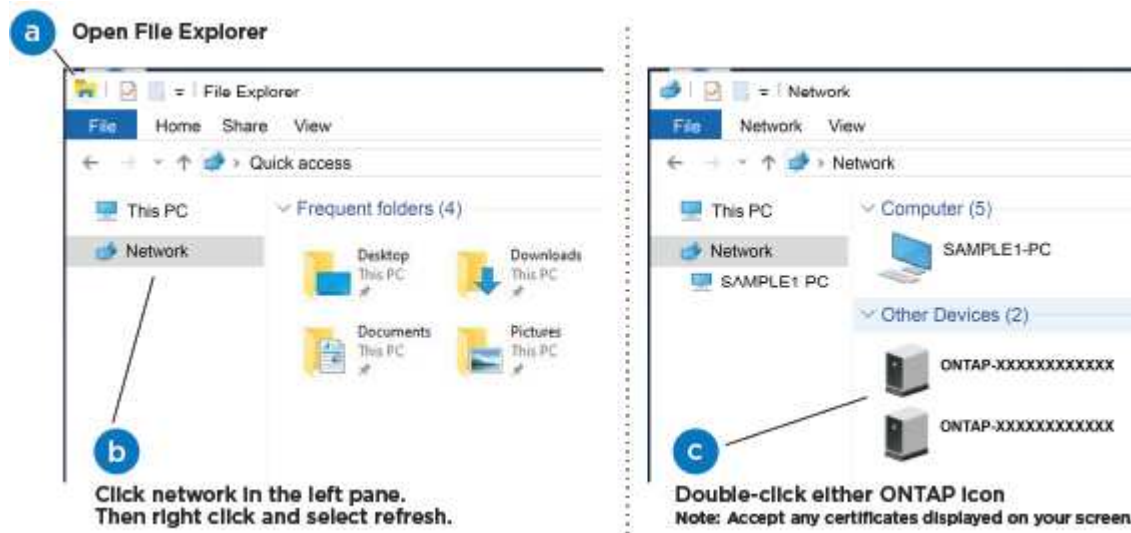 a Open File Explorer
File Explorer
File Home Share View
Quick access
This PC
Network
Frequent folders (4)
Desktop
This PC
Downloads
This PC
Documents
This PC
Pictures
This PC
b
Click network in the left pane.
Then right click and select refresh.
Network
File Network View
Network
This PC
Network
SAMPLE1 PC
Computer (5)
SAMPLE1-PC
Other Devices (2)
ONTAP-XXXXXXXXXXXX
ONTAP-XXXXXXXXXXXX
c
Double-click either ONTAP icon
Note: Accept any certificates displayed on your screen